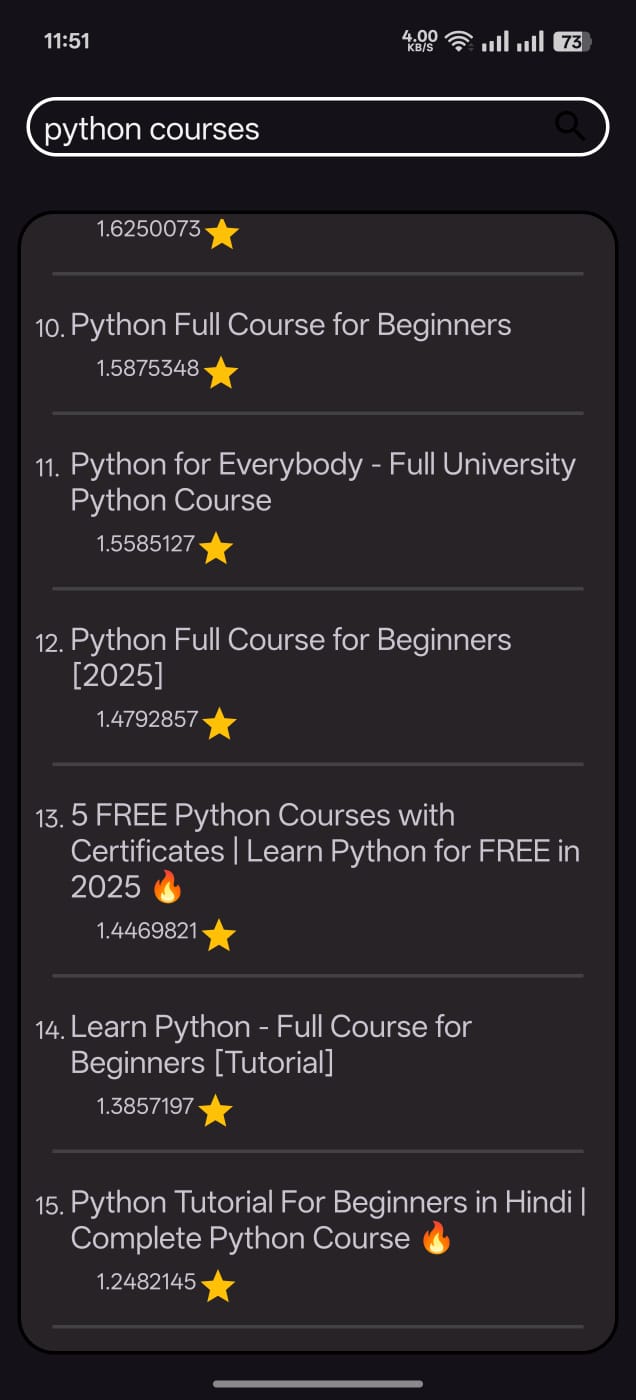 11:51
4.00
KB/S
73
python courses
1.6250073
10. Python Full Course for Beginners
1.5875348
11. Python for Everybody - Full University
Python Course
1.5585127
12. Python Full Course for Beginners
[2025]
1.4792857
13. 5 FREE Python Courses with
Certificates | Learn Python for FREE in
2025 🔥
1.4469821
14. Learn Python - Full Course for
Beginners [Tutorial]
1.3857197
15. Python Tutorial For Beginners in Hindi |
Complete Python Course 🔥
1.2482145